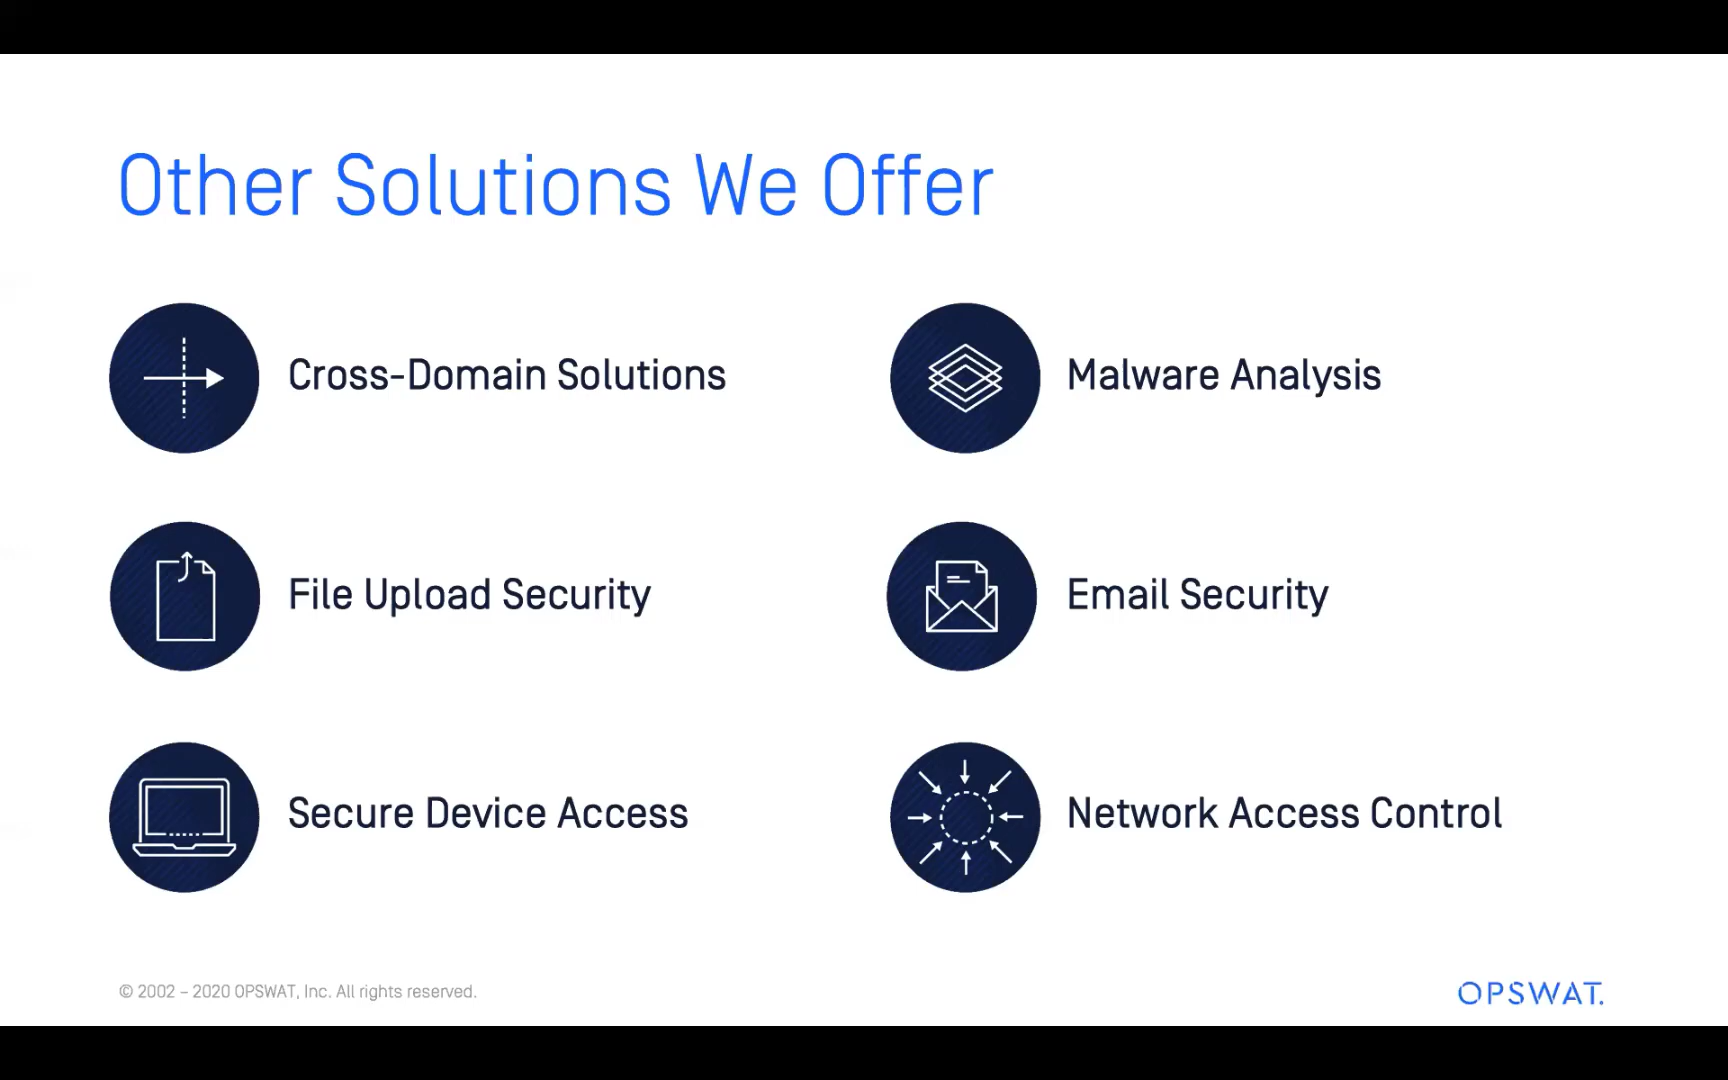 Other Solutions We Offer
Cross-Domain Solutions
Malware Analysis
File Upload Security
Email Security
Secure Device Access
Network Access Control
© 2002 – 2020 OPSWAT, Inc. All rights reserved.
OPSWAT.